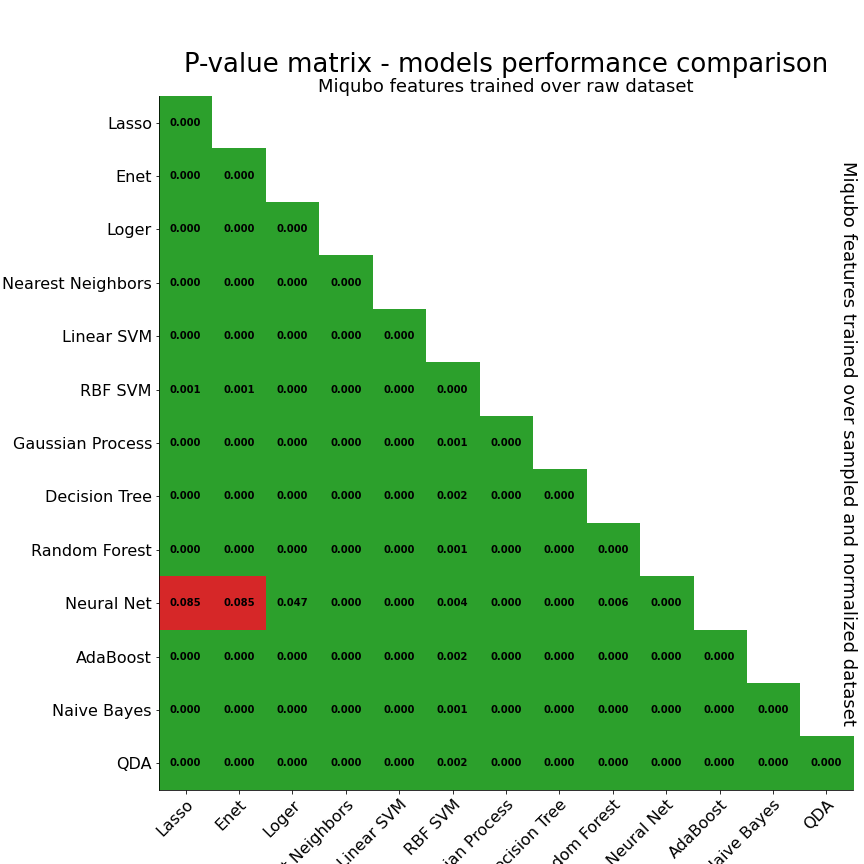 P-value matrix - models performance comparison
Miqubo features trained over raw dataset
Miqubo features trained over sampled and normalized dataset
Lasso 0.000
Enet 0.000 0.000
Loger 0.000 0.000 0.000
Nearest Neighbors 0.000 0.000 0.000 0.000
Linear SVM 0.000 0.000 0.000 0.000 0.000
RBF SVM 0.001 0.001 0.000 0.000 0.000 0.000
Gaussian Process 0.000 0.000 0.000 0.000 0.000 0.001 0.000
Decision Tree 0.000 0.000 0.000 0.000 0.000 0.002 0.000 0.000
Random Forest 0.000 0.000 0.000 0.000 0.000 0.001 0.000 0.000 0.000
Neural Net 0.085 0.085 0.047 0.000 0.000 0.004 0.000 0.000 0.006 0.000
AdaBoost 0.000 0.000 0.000 0.000 0.000 0.002 0.000 0.000 0.000 0.000 0.000
Naive Bayes 0.000 0.000 0.000 0.000 0.000 0.001 0.000 0.000 0.000 0.000 0.000 0.000
QDA 0.000 0.000 0.000 0.000 0.000 0.002 0.000 0.000 0.000 0.000 0.000 0.000 0.000
Lasso
Enet
Loger
t Neighbors
Linear SVM
RBF SVM
ian Process
ecision Tree
dom Forest
Neural Net
AdaBoost
Naive Bayes
QDA